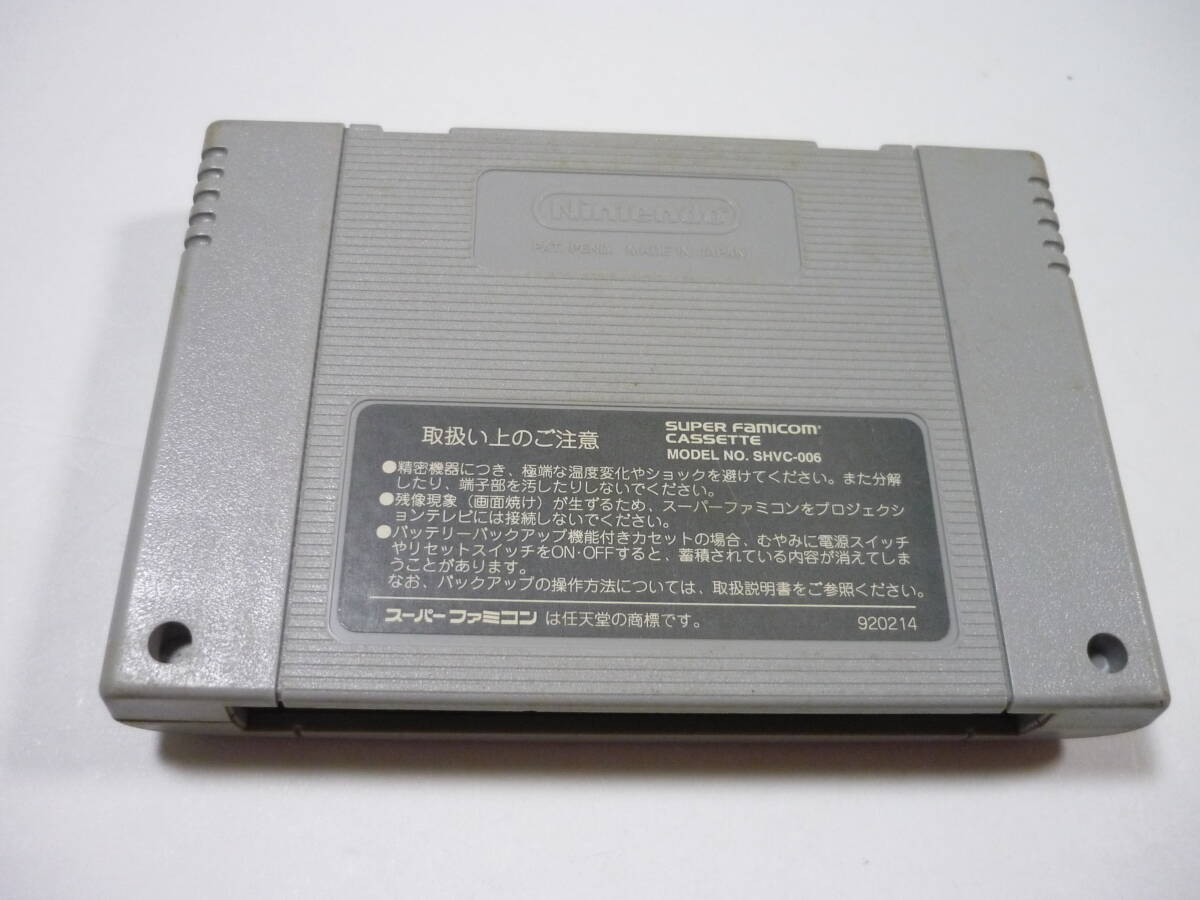 Nintendo
PAT. PEND. MADE IN JAPAN
取扱い上のご注意
SUPER FAMICOM®
CASSETTE
MODEL NO. SHVC-006
●精密機器につき、極端な温度変化やショックを避けてください。また分解
したり、端子部を汚したりしないでください。
●残像現象（画面焼け）が生ずるため、スーパーファミコンをプロジェクシ
ョンテレビには接続しないでください。
●バッテリーバックアップ機能付きカセットの場合、むやみに電源スイッチ
やリセットスイッチをON・OFFすると、蓄積されている内容が消えてしま
うことがあります。
なお、バックアップの操作方法については、取扱説明書をご参照ください。
スーパーファミコン は任天堂の商標です。
920214